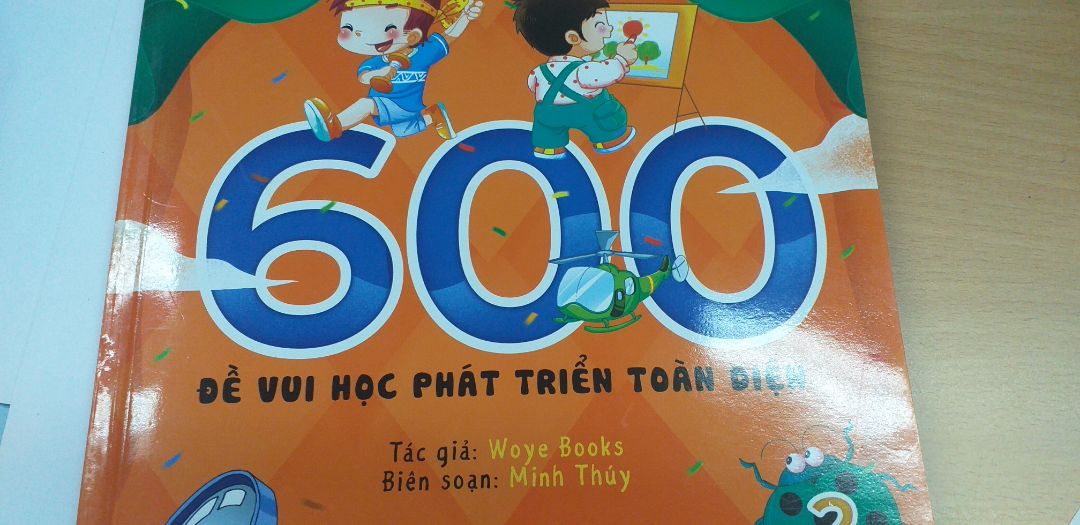 600
ĐỀ VUI HỌC PHÁT TRIỂN TOÀN DIỆN
Tác giả: Woye Books
Biên soạn: Minh Thúy
?